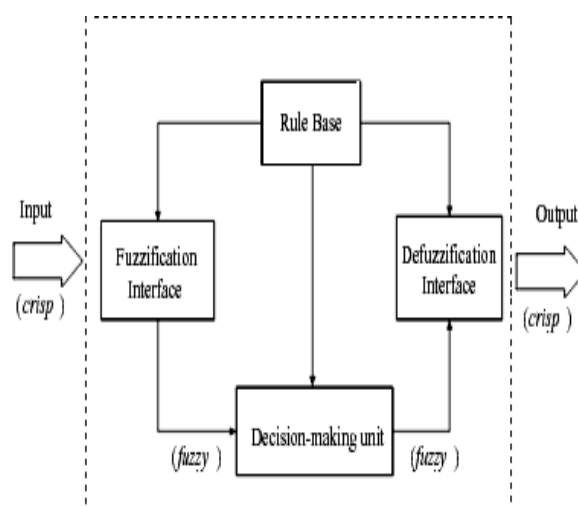 Rule Base
Input
Output
Fuzzification
Interface
Defuzzification
Interface
(crisp )
(crisp )
Decision-making unit
(fuzzy )
(fuzzy )